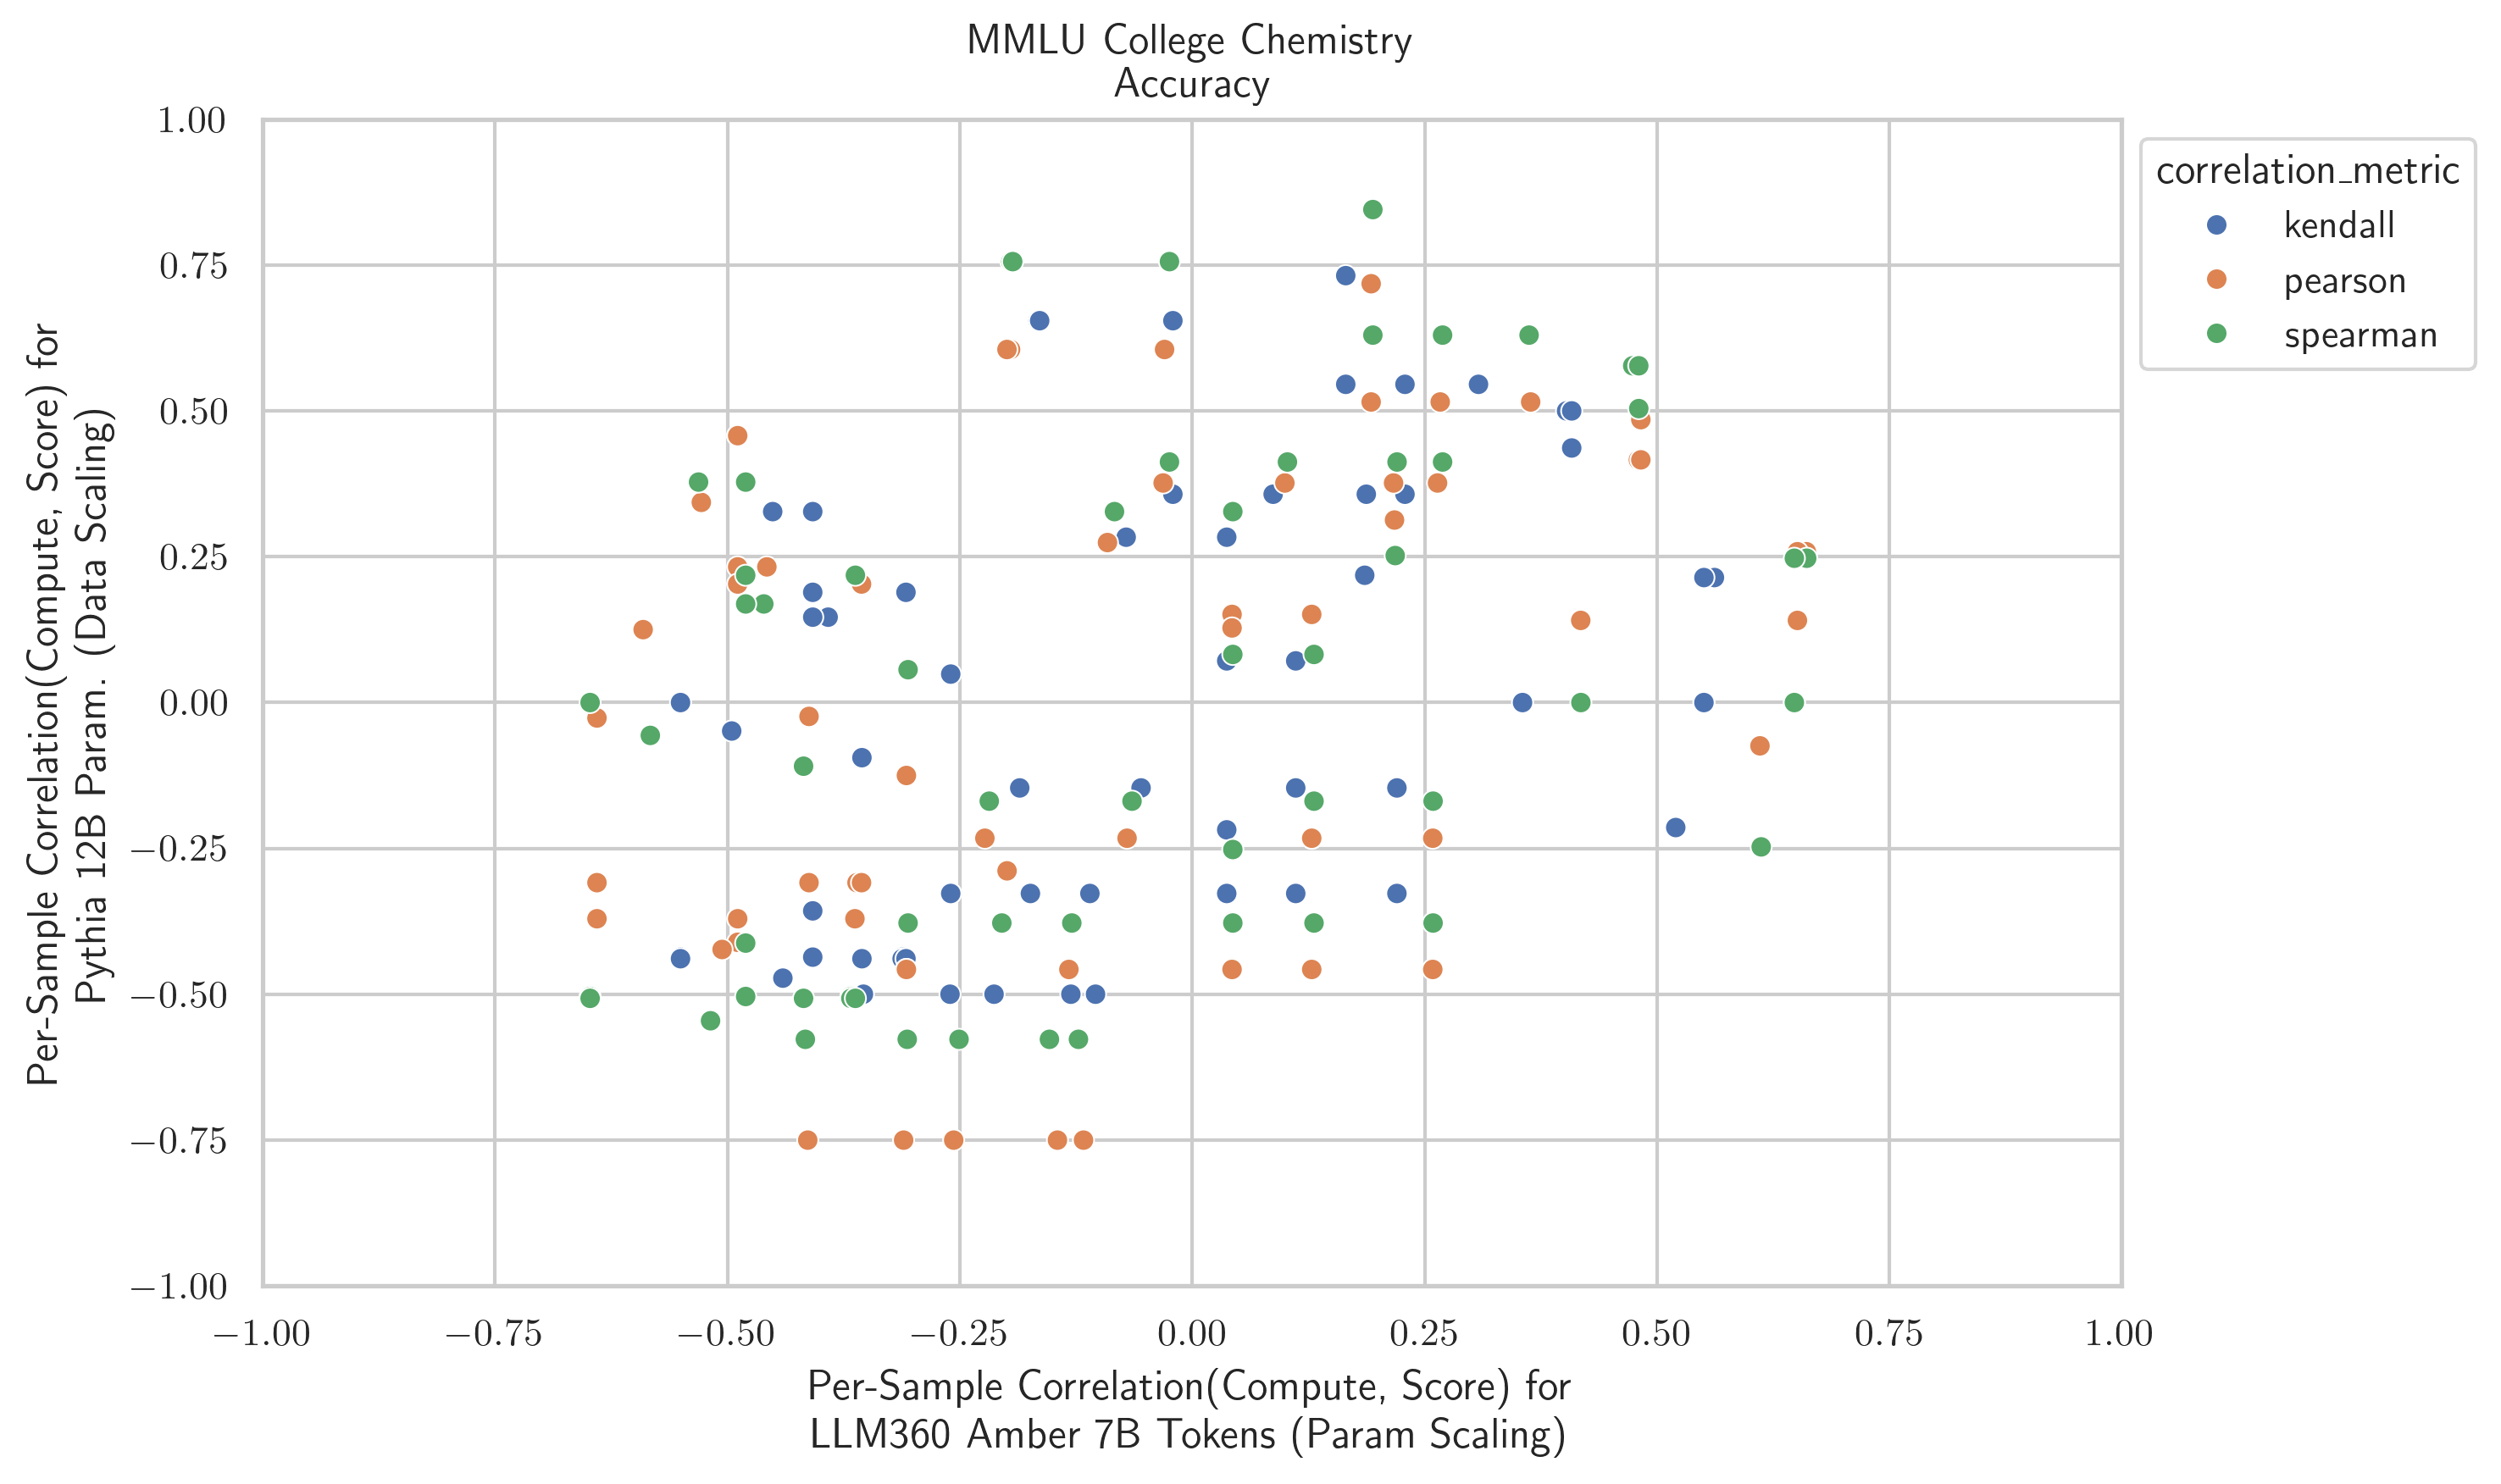 MMLU College Chemistry
Accuracy
Per-Sample Correlation(Compute, Score) for
Pythia 12B Param. (Data Scaling)
1.00
0.75
0.50
0.25
0.00
−0.25
−0.50
−0.75
−1.00
−1.00
−0.75
−0.50
−0.25
0.00
0.25
0.50
0.75
1.00
Per-Sample Correlation(Compute, Score) for
LLM360 Amber 7B Tokens (Param Scaling)
correlation_metric
kendall
pearson
spearman